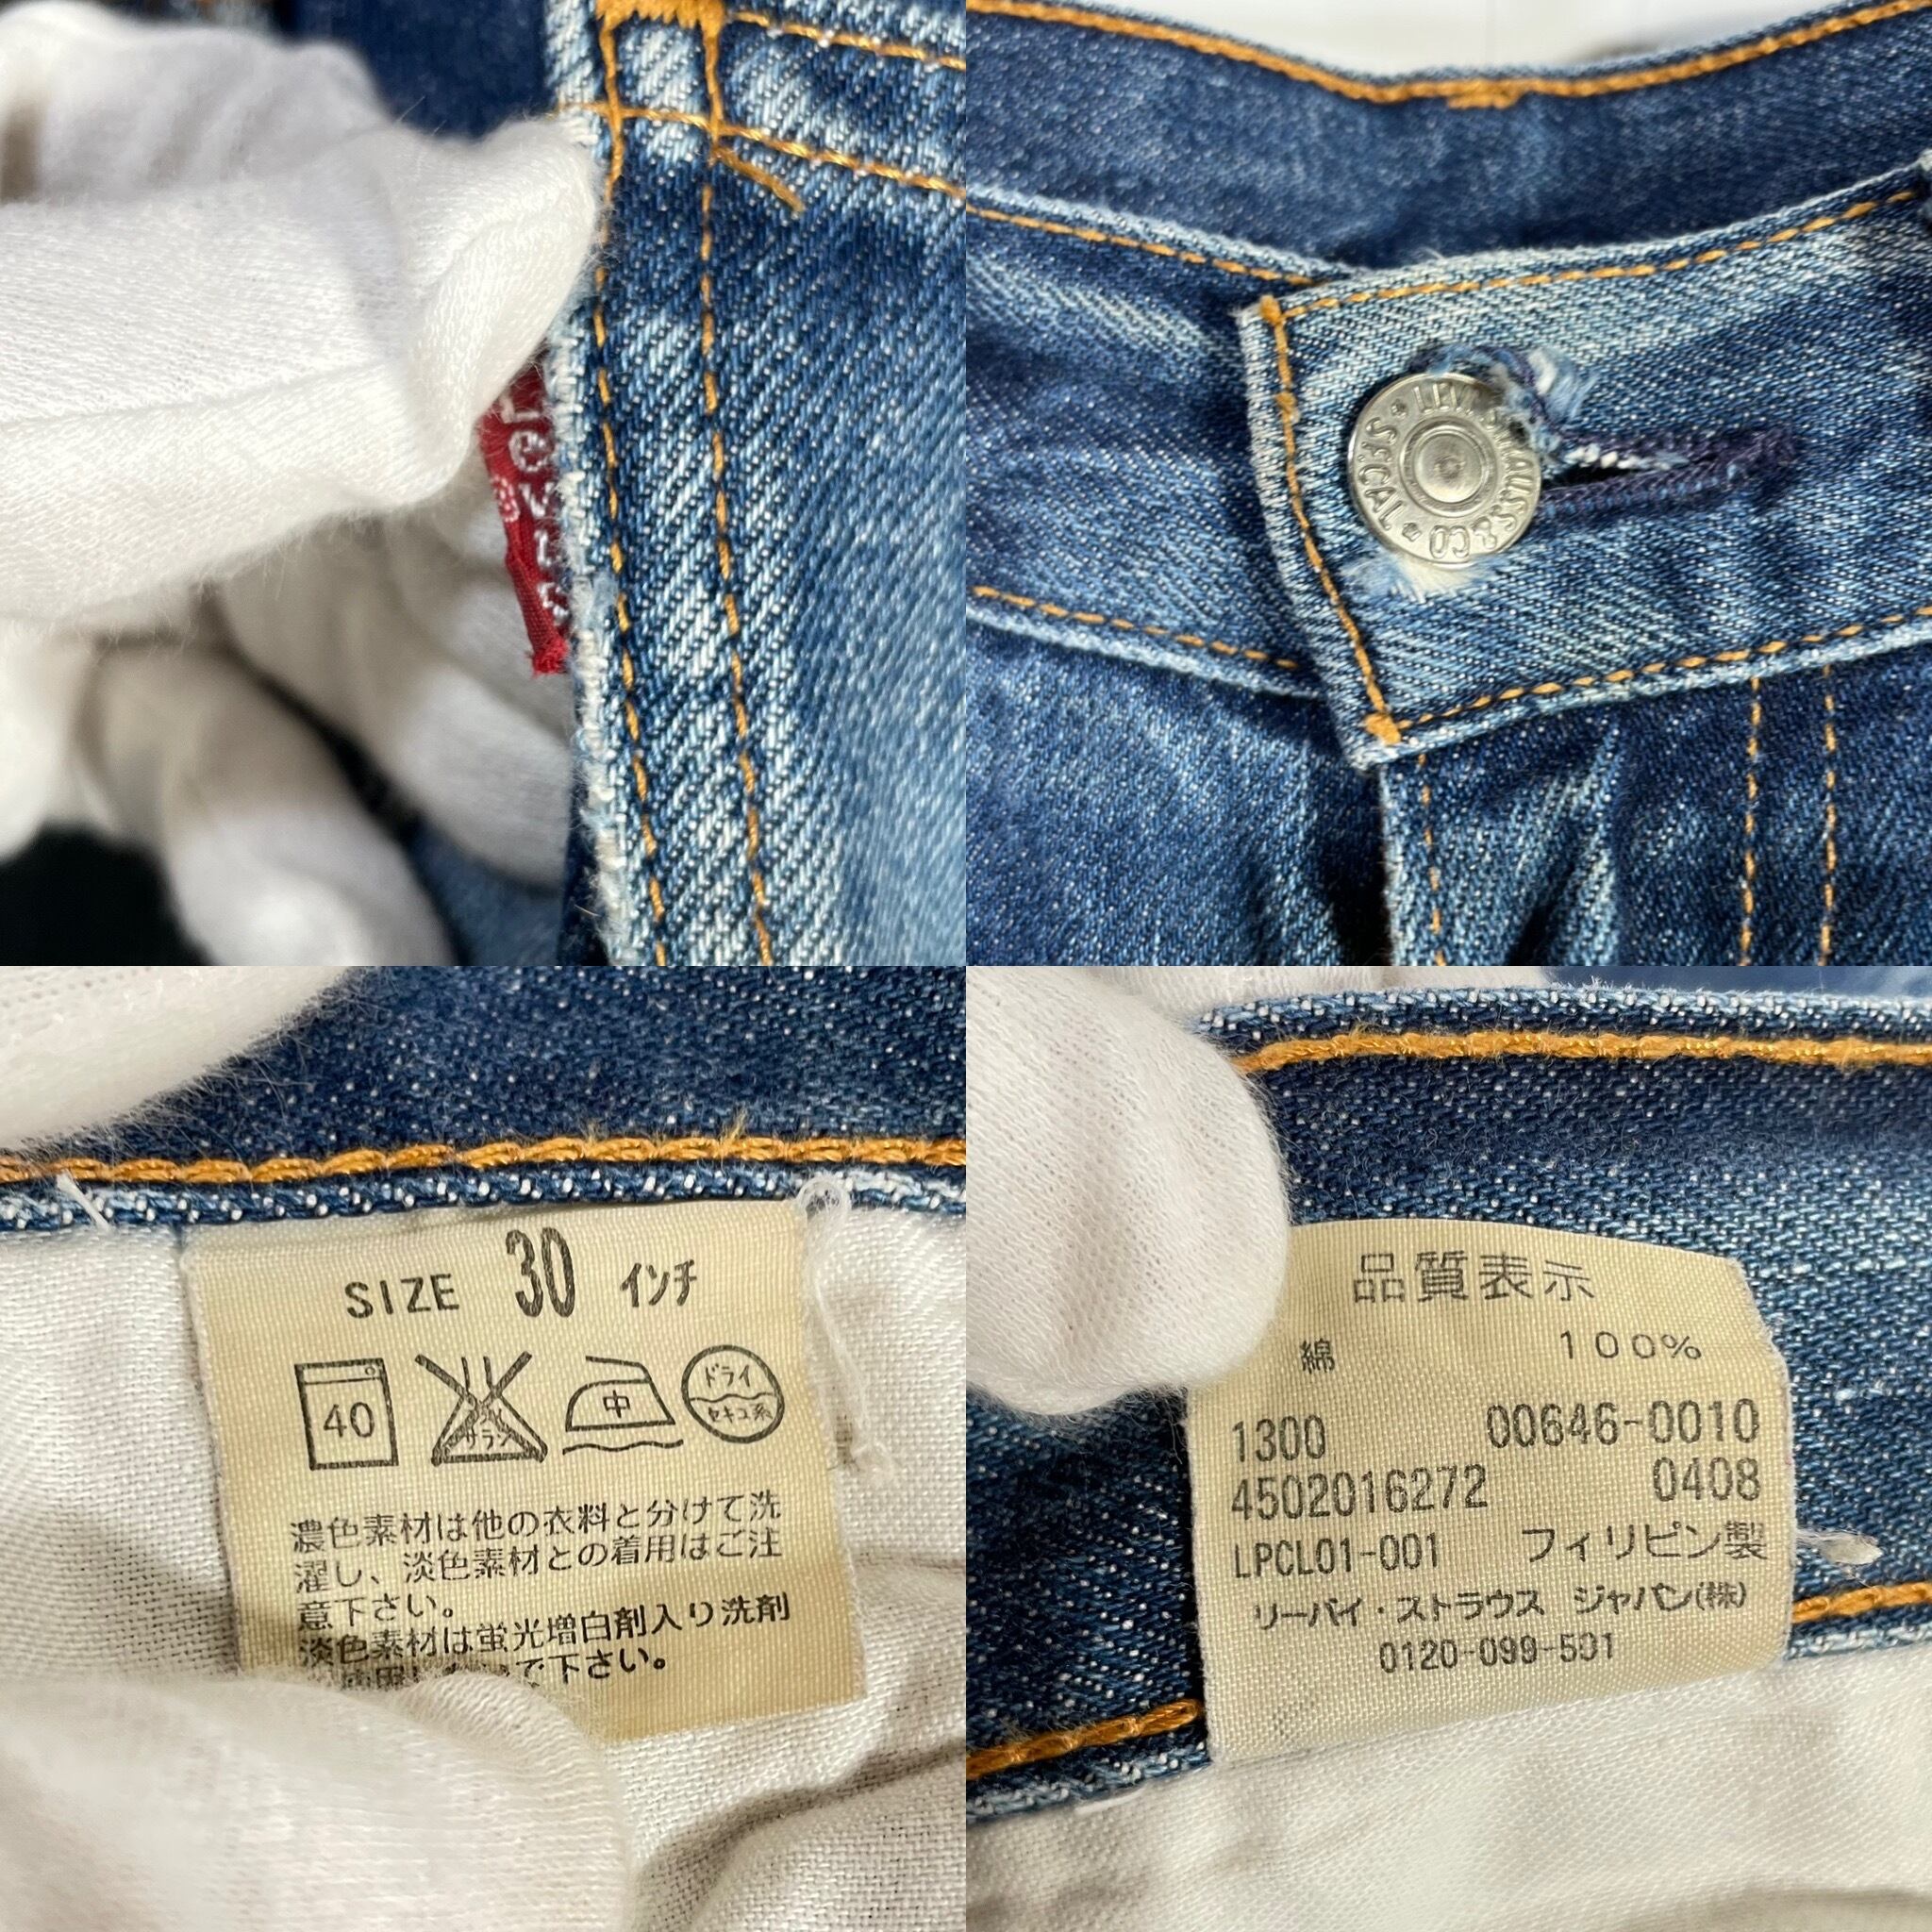 Levi's
LEVI STRAUSS & CO
SFCAL
SIZE 30 インチ
40
サラシ
中
ドライ
セキユ系
濃色素材は他の衣料と分けて洗
濯し、淡色素材との着用はご注
意下さい。
淡色素材は蛍光増白剤入り洗剤
で下さい。
品質表示
綿 100%
1300 00646-0010
4502016272 0408
LPCL01-001 フィリピン製
リーバイ・ストラウス ジャパン(株)
0120-099-501